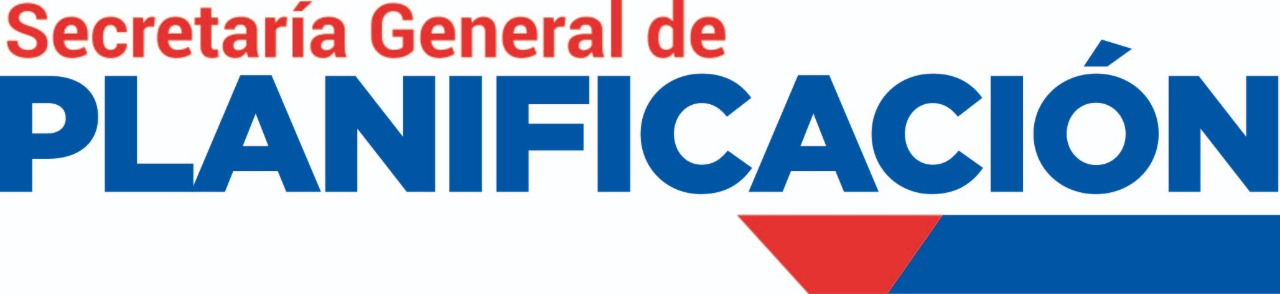 Secretaría General de
PLANIFICACIÓN